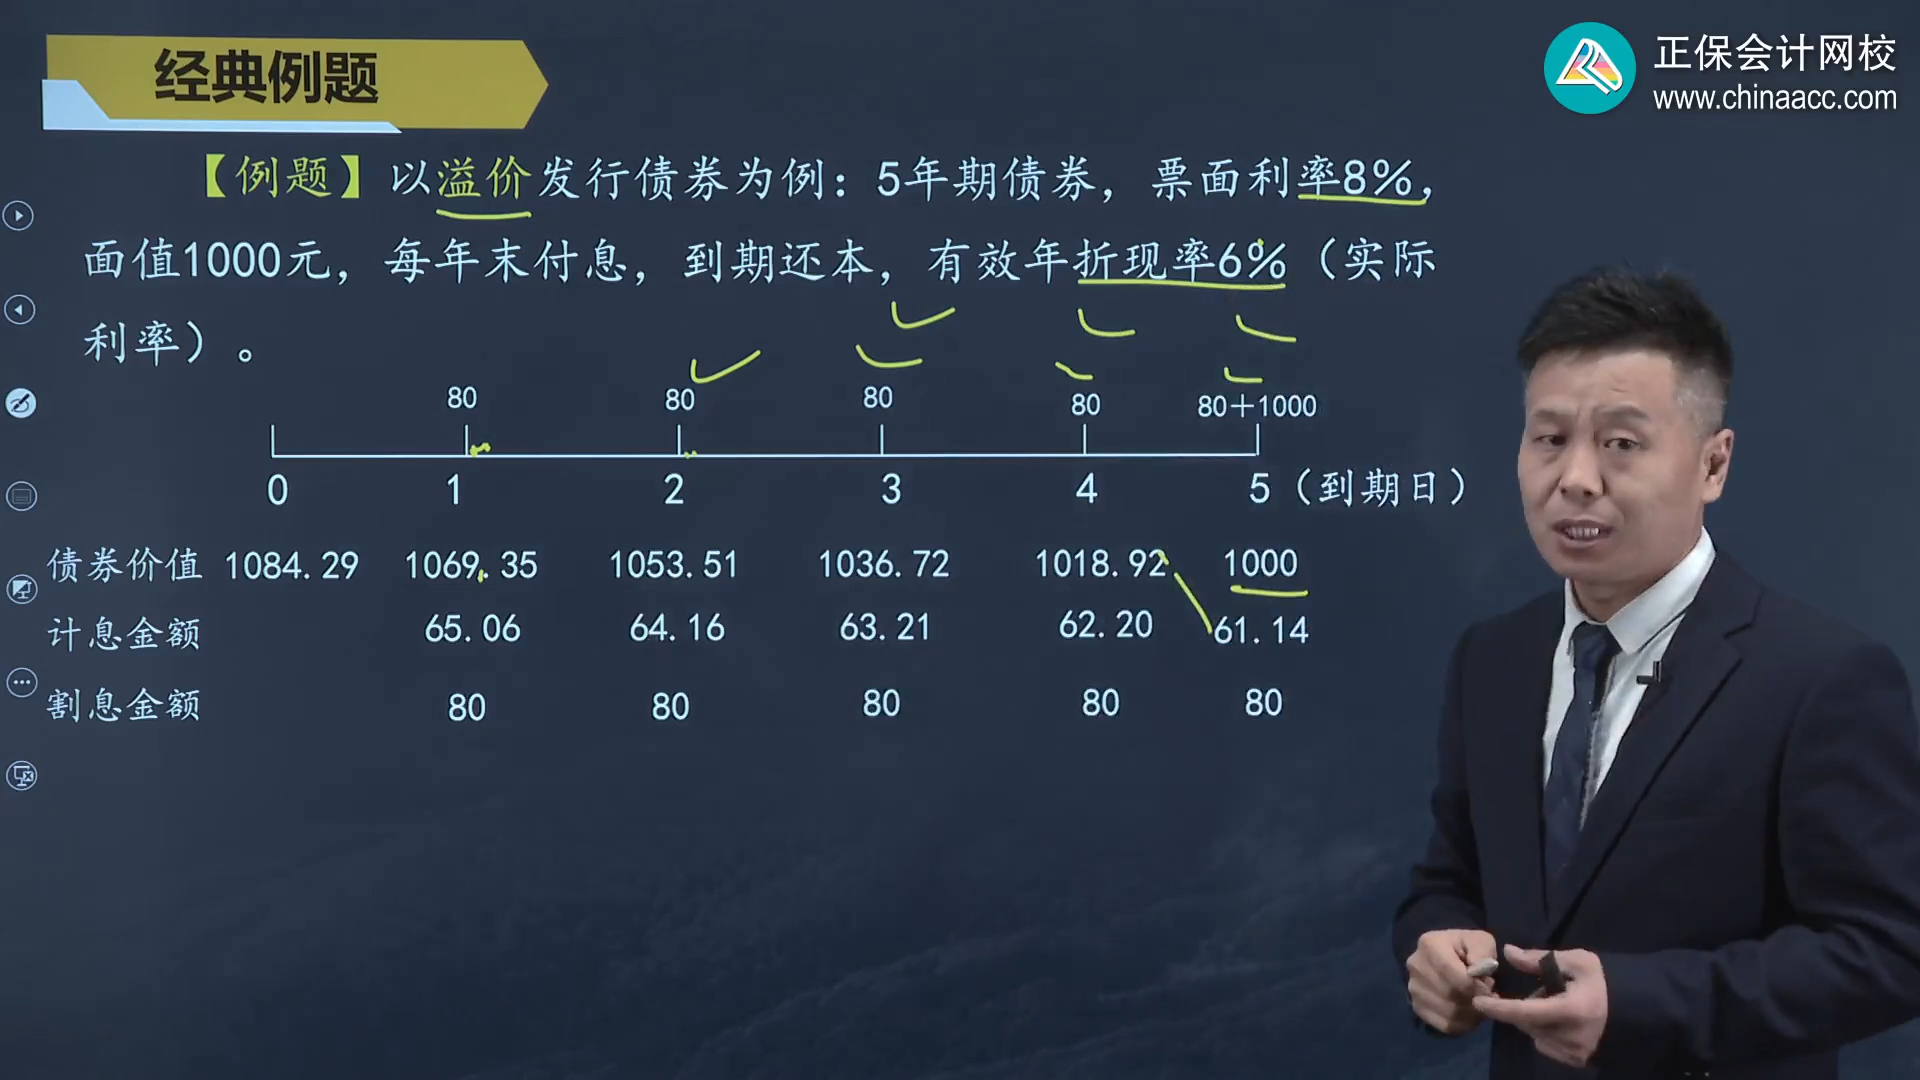 经典例题
正保会计网校
www.chinaacc.com
【例题】以溢价发行债券为例：5年期债券，票面利率8%，
面值1000元，每年末付息，到期还本，有效年折现率6%（实际
利率）。
80 80 80 80 80+1000
0 1 2 3 4 5（到期日）
债券价值 1084.29 1069.35 1053.51 1036.72 1018.92 1000
计息金额 65.06 64.16 63.21 62.20 61.14
割息金额 80 80 80 80 80